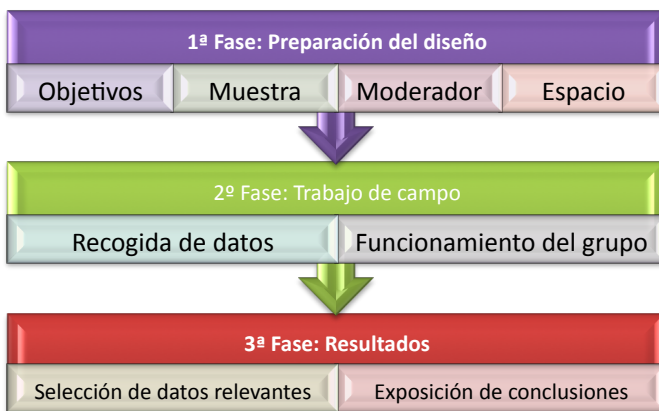 1ª Fase: Preparación del diseño
Objetivos Muestra Moderador Espacio
2º Fase: Trabajo de campo
Recogida de datos Funcionamiento del grupo
3ª Fase: Resultados
Selección de datos relevantes Exposición de conclusiones